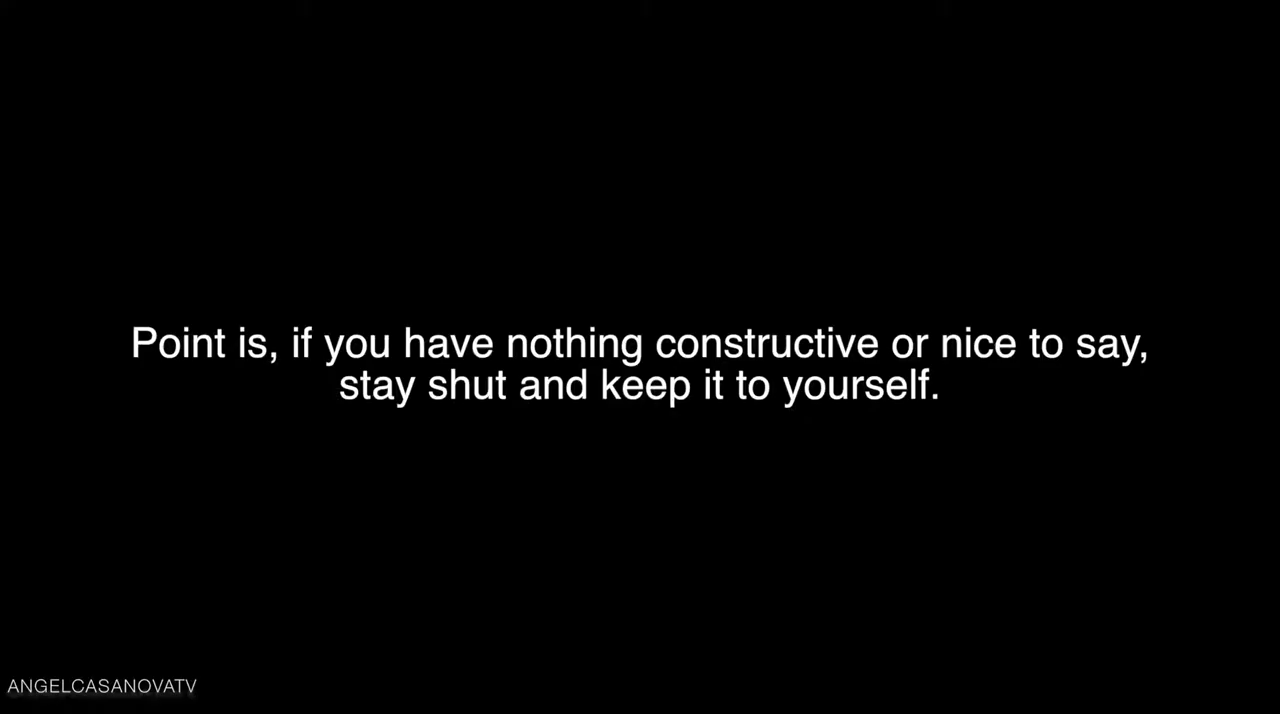 Point is, if you have nothing constructive or nice to say,
stay shut and keep it to yourself.
ANGELCASANOVATV